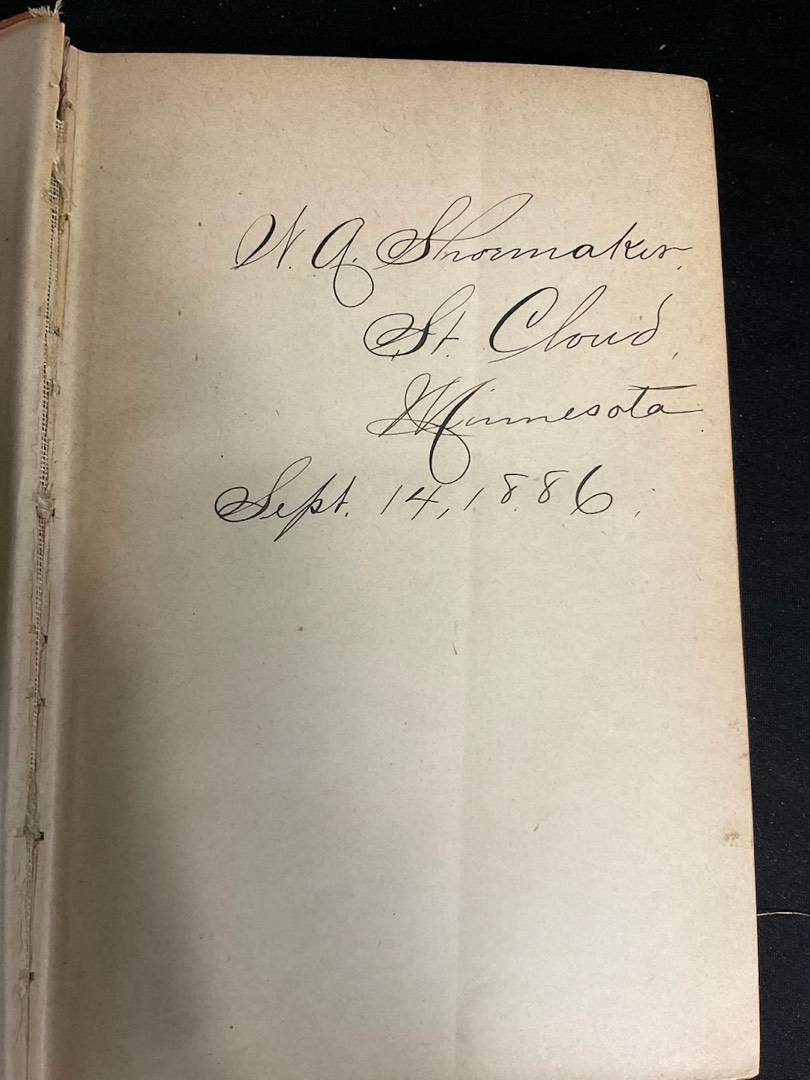 W. A. Shoemaker,
St. Cloud,
Minnesota
Sept. 14, 1886.